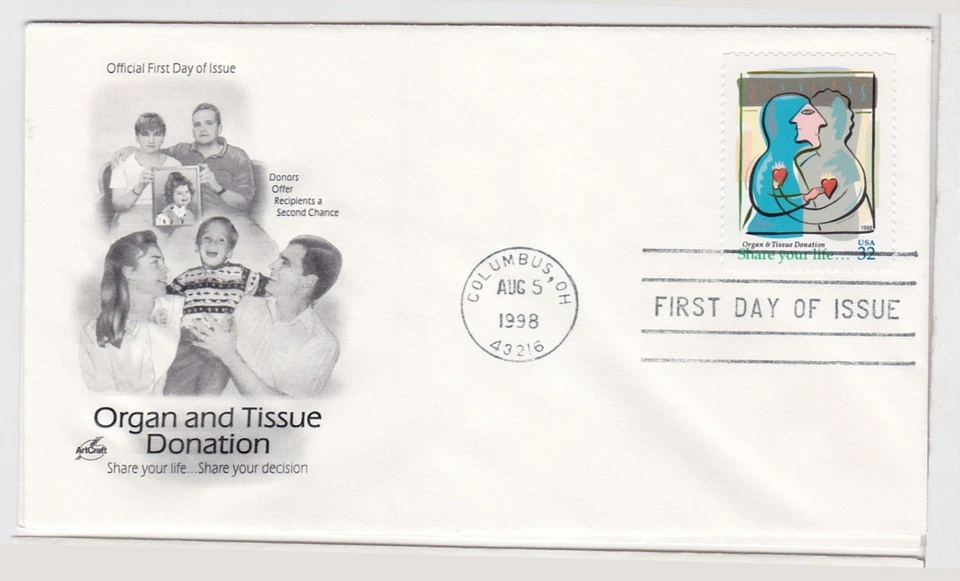 Official First Day of Issue
Donors
Offer
Recipients a
Second Chance
Organ and Tissue
Donation
ArtCraft
Share your life...Share your decision
COLUMBUS, OH
AUG 5
1998
43216
1998
Organ & Tissue Donation
USA
Share your life...
32
FIRST DAY OF ISSUE